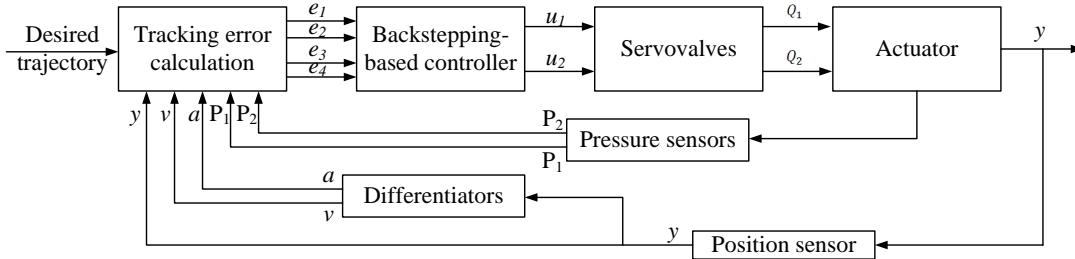 Desired
trajectory
Tracking error
calculation
e₁
e₂
e₃
e₄
Backstepping-
based controller
u₁
u₂
Servovalves
Q₁
Q₂
Actuator
y
y
v
a
P₁
P₂
P₂
P₁
Pressure sensors
a
v
Differentiators
y
Position sensor